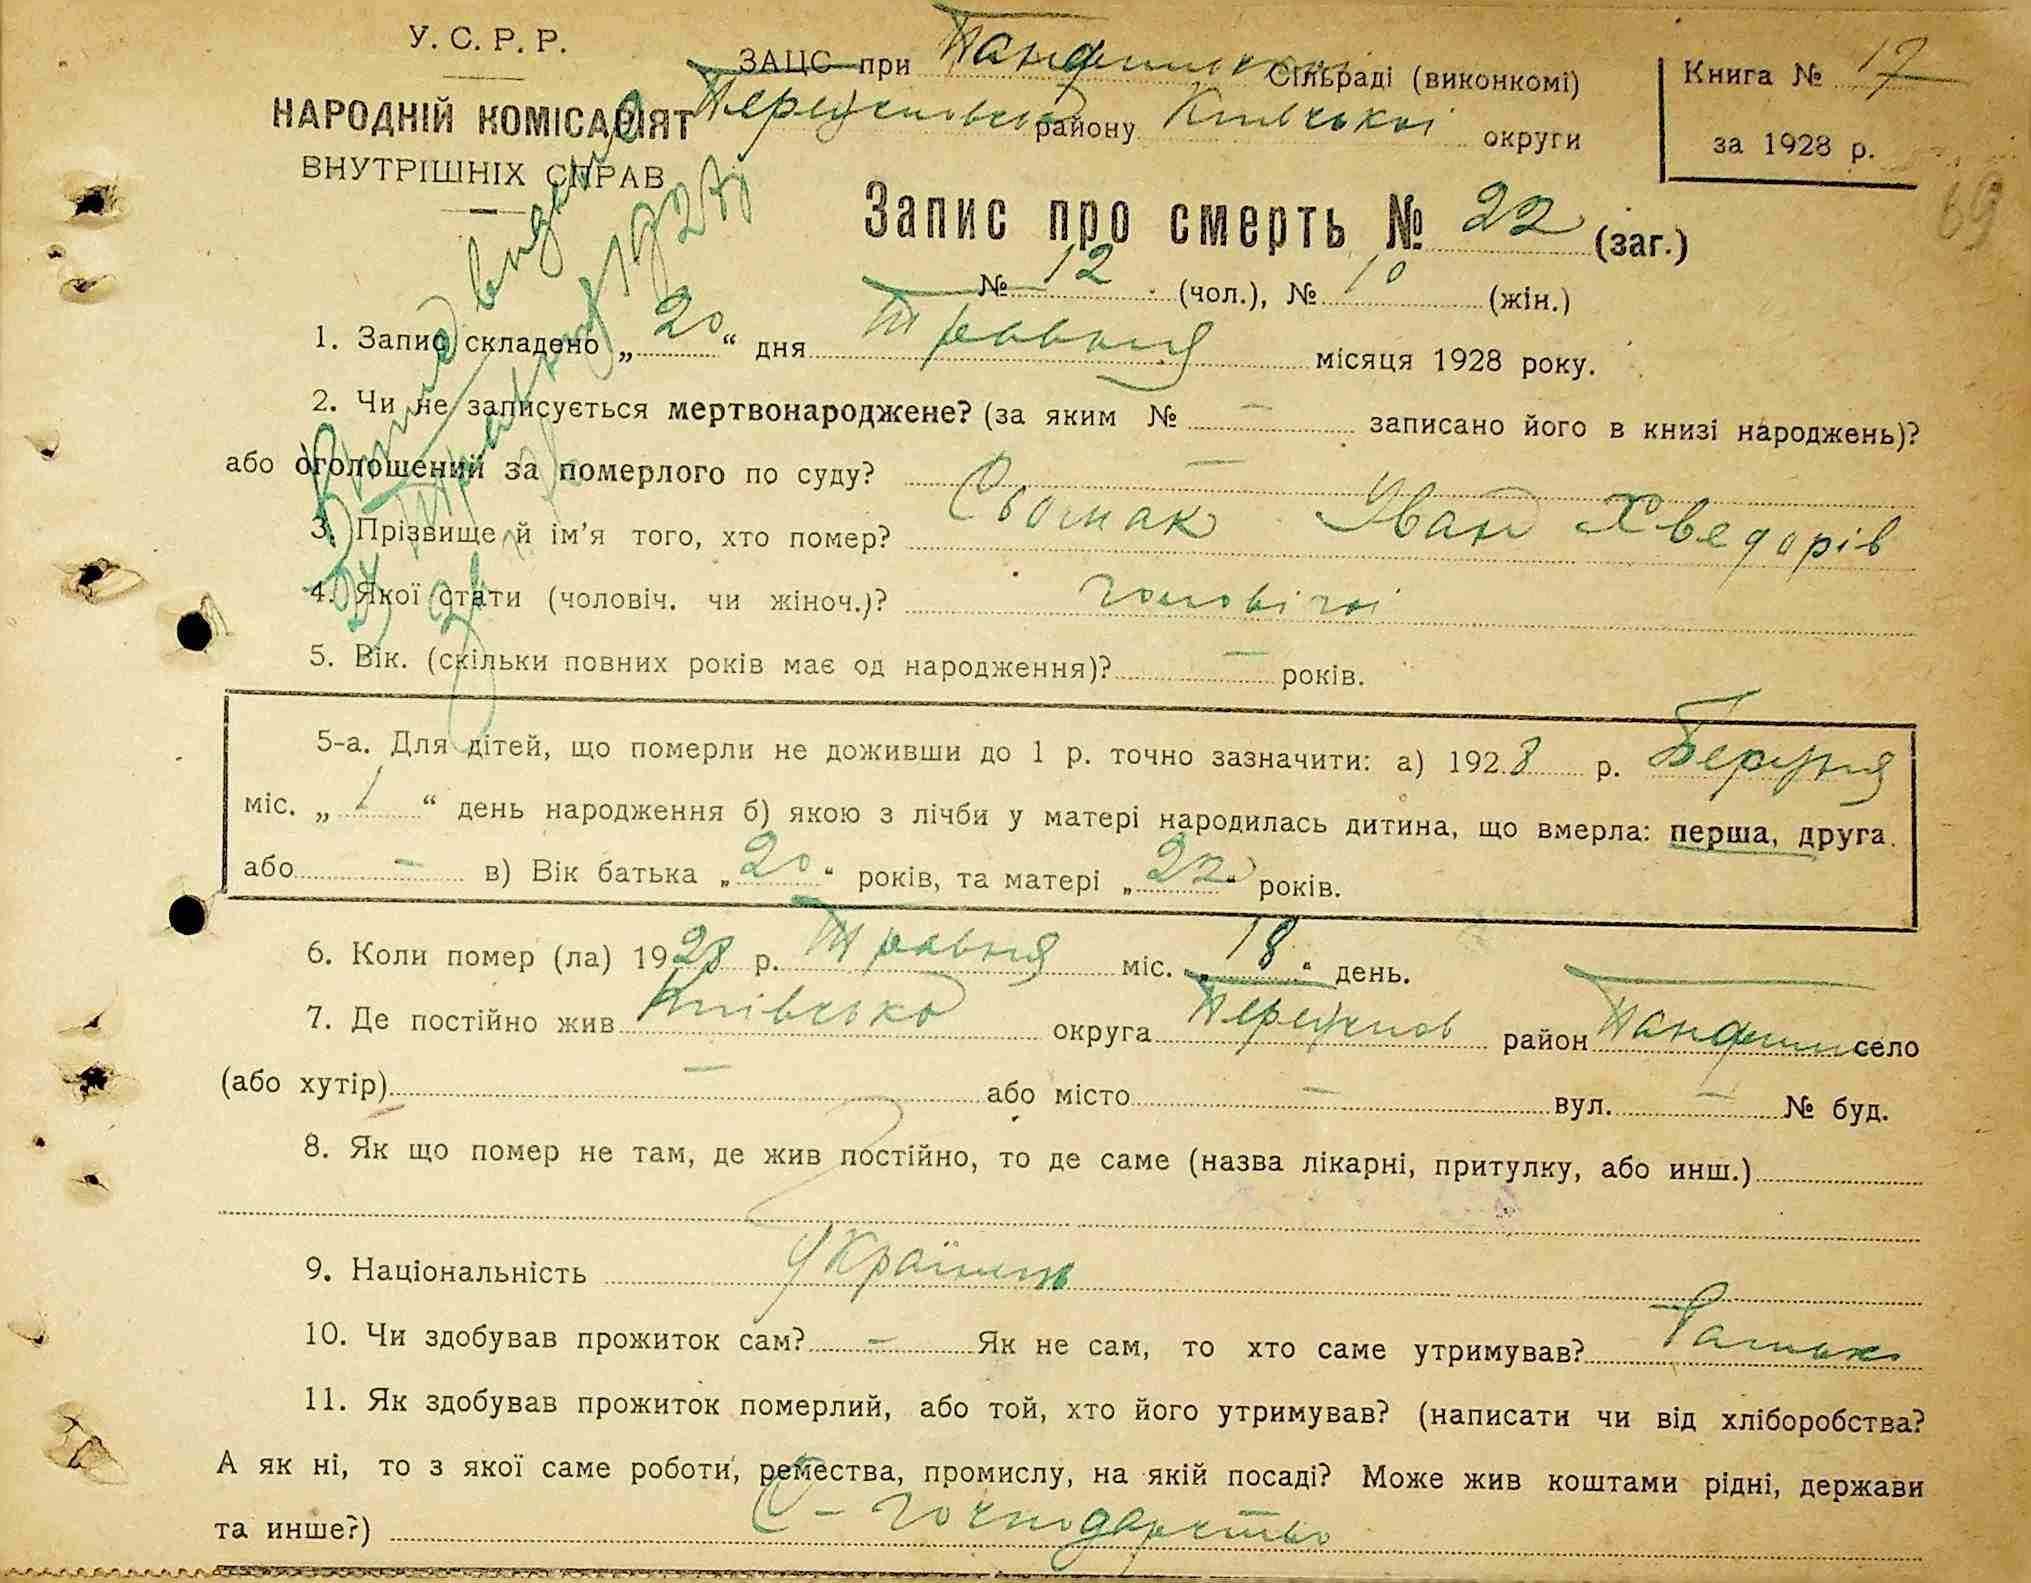 У. С. Р. Р.
НАРОДНІЙ КОМІСАРІЯТ
ВНУТРІШНІХ СПРАВ
ЗАЦС при Сільраді (виконкомі)
району Київської округи
Книга № 17
за 1928 р.
69
Запис про смерть № 22 (заг.)
№ 12 (чол.), № 10 (жін.)
1. Запис складено „ 20 “ дня Травня місяця 1928 року.
2. Чи не записується мертвонароджене? (за яким № – записано його в книзі народжень)?
або оголошений за померлого по суду? –
3. Прізвище й ім’я того, хто помер? Іван Хведорів
4. Якої стати (чоловіч. чи жіноч.)? чоловічої
5. Вік. (скільки повних років має од народження)? – років.
5-а. Для дітей, що померли не доживши до 1 р. точно зазначити: а) 1928 р. Березня
міс. „ 1 “ день народження б) якою з лічби у матері народилась дитина, що вмерла: перша, друга.
або – в) Вік батька „ 20 “ років, та матері „ 22 “ років.
6. Коли помер (ла) 1928 р. Травня міс. „ 18 “ день.
7. Де постійно жив Київсько округа район село
(або хутір) – або місто – вул. – № буд.
8. Як що помер не там, де жив постійно, то де саме (назва лікарні, притулку, або инш.)
9. Національність Українець
10. Чи здобував прожиток сам? – Як не сам, то хто саме утримував? Батько
11. Як здобував прожиток померлий, або той, хто його утримував? (написати чи від хліборобства?
А як ні, то з якої саме роботи, ремества, промислу, на якій посаді? Може жив коштами рідні, держави
та инше?) С – господарство